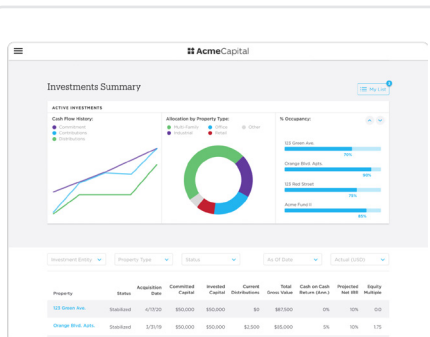 AcmeCapital
Investments Summary
My List
ACTIVE INVESTMENTS
Cash Flow History:
Commitment
Contributions
Distributions
Allocation by Property Type:
Multi-Family
Office
Other
Industrial
Retail
% Occupancy:
123 Green Ave.
75%
Orange Blvd. Apts.
123 Red Street
75%
Acme Fund II
85%
Investment Entity
Property Type
Status
As Of Date
Actual (USD)
Property Status Acquisition Date Committed Capital Invested Capital Current Distributions Total Gross Value Cash on Cash Return (Ann.) Projected Net IRR Equity Multiple
123 Green Ave. Stabilized 4/17/20 $50,000 $50,000 $0 $87,500 0% 10% 0.0
Orange Blvd. Apts. Stabilized 3/31/19 $50,000 $50,000 $2,500 $95,000 3% 10% 1.75